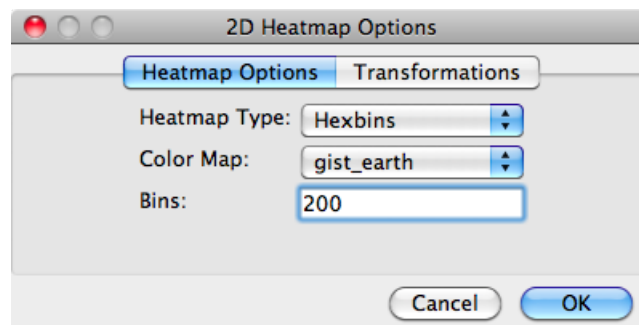 2D Heatmap Options
Heatmap Options Transformations
Heatmap Type: Hexbins
Color Map: gist_earth
Bins: 200
Cancel OK